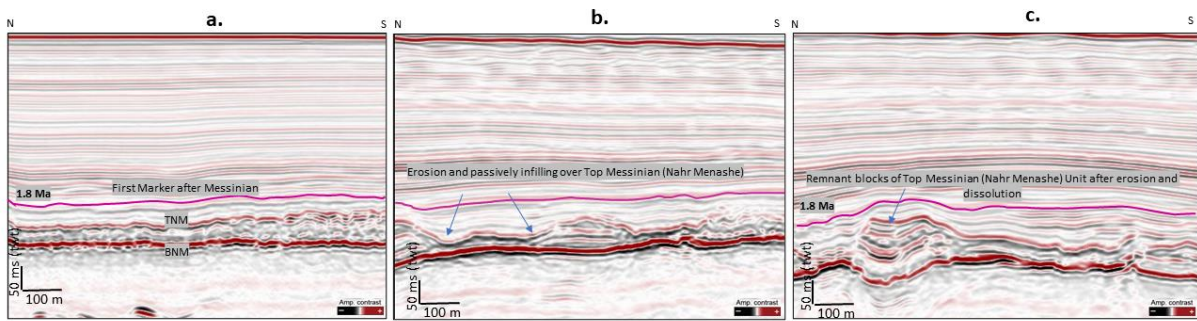 a.
N
S
1.8 Ma
First Marker after Messinian
TNM
BNM
50 ms (twt)
100 m
Amp. contrast
- +
b.
N
S
Erosion and passively infilling over Top Messinian (Nahr Menashe)
50 ms (twt)
100 m
Amp. contrast
- +
c.
N
S
Remnant blocks of Top Messinian (Nahr Menashe) Unit after erosion and
dissolution
1.8 Ma
50 ms (twt)
100 m
Amp. contrast
- +